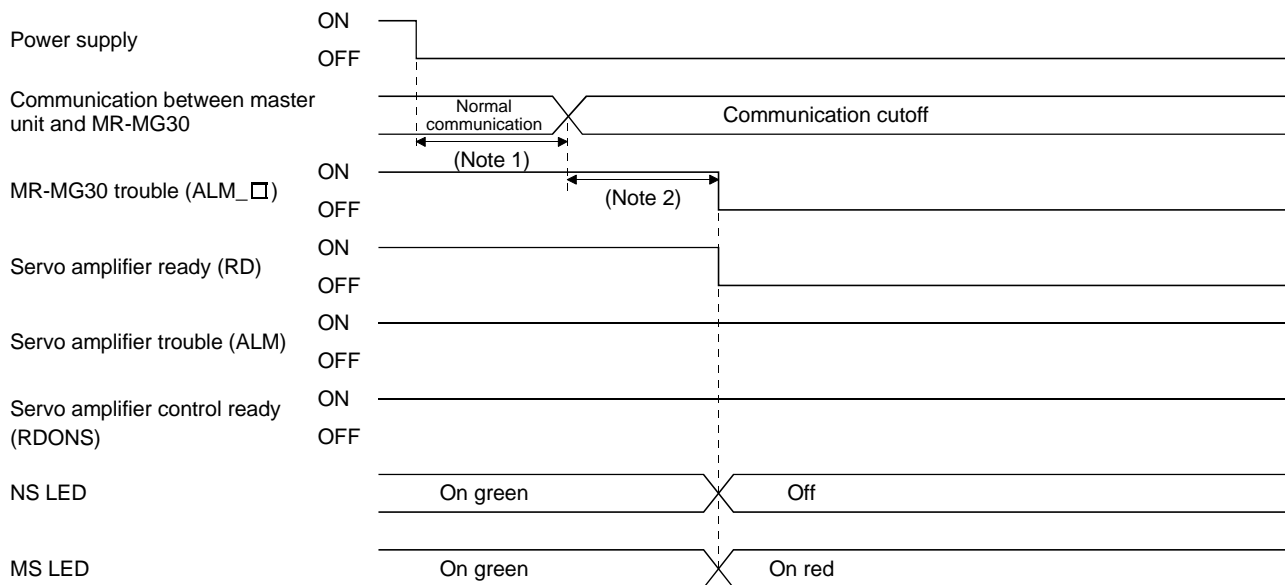 ON
Power supply
OFF
Communication between master
unit and MR-MG30
Normal
communication
Communication cutoff
(Note 1)
ON
MR-MG30 trouble (ALM_□)
(Note 2)
OFF
ON
Servo amplifier ready (RD)
OFF
ON
Servo amplifier trouble (ALM)
OFF
ON
Servo amplifier control ready
(RDONS)
OFF
NS LED
On green
Off
MS LED
On green
On red